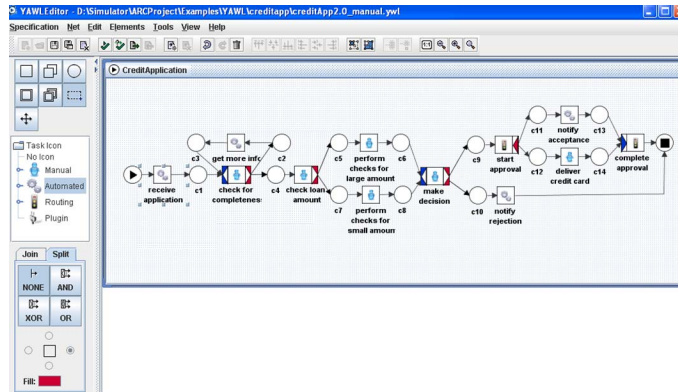 YAWLEditor - D:\Simulator\ARCProject\Examples\YAWL\creditapp\creditApp2.0_manual.ywl
Specification Net Edit Elements Tools View Help
CreditApplication
c11
notify
acceptance
c13
c3
get more info
c2
c5
perform
checks for
large amount
c6
c9
start
approval
c12
deliver
credit card
c14
complete
approval
receive
application
c1
check for
completeness
c4
check loan
amount
c7
perform
checks for
small amoun
c8
make
decision
c10
notify
rejection
Task Icon
No Icon
Manual
Automated
Routing
Plugin
Join Split
NONE AND
XOR OR
Fill: